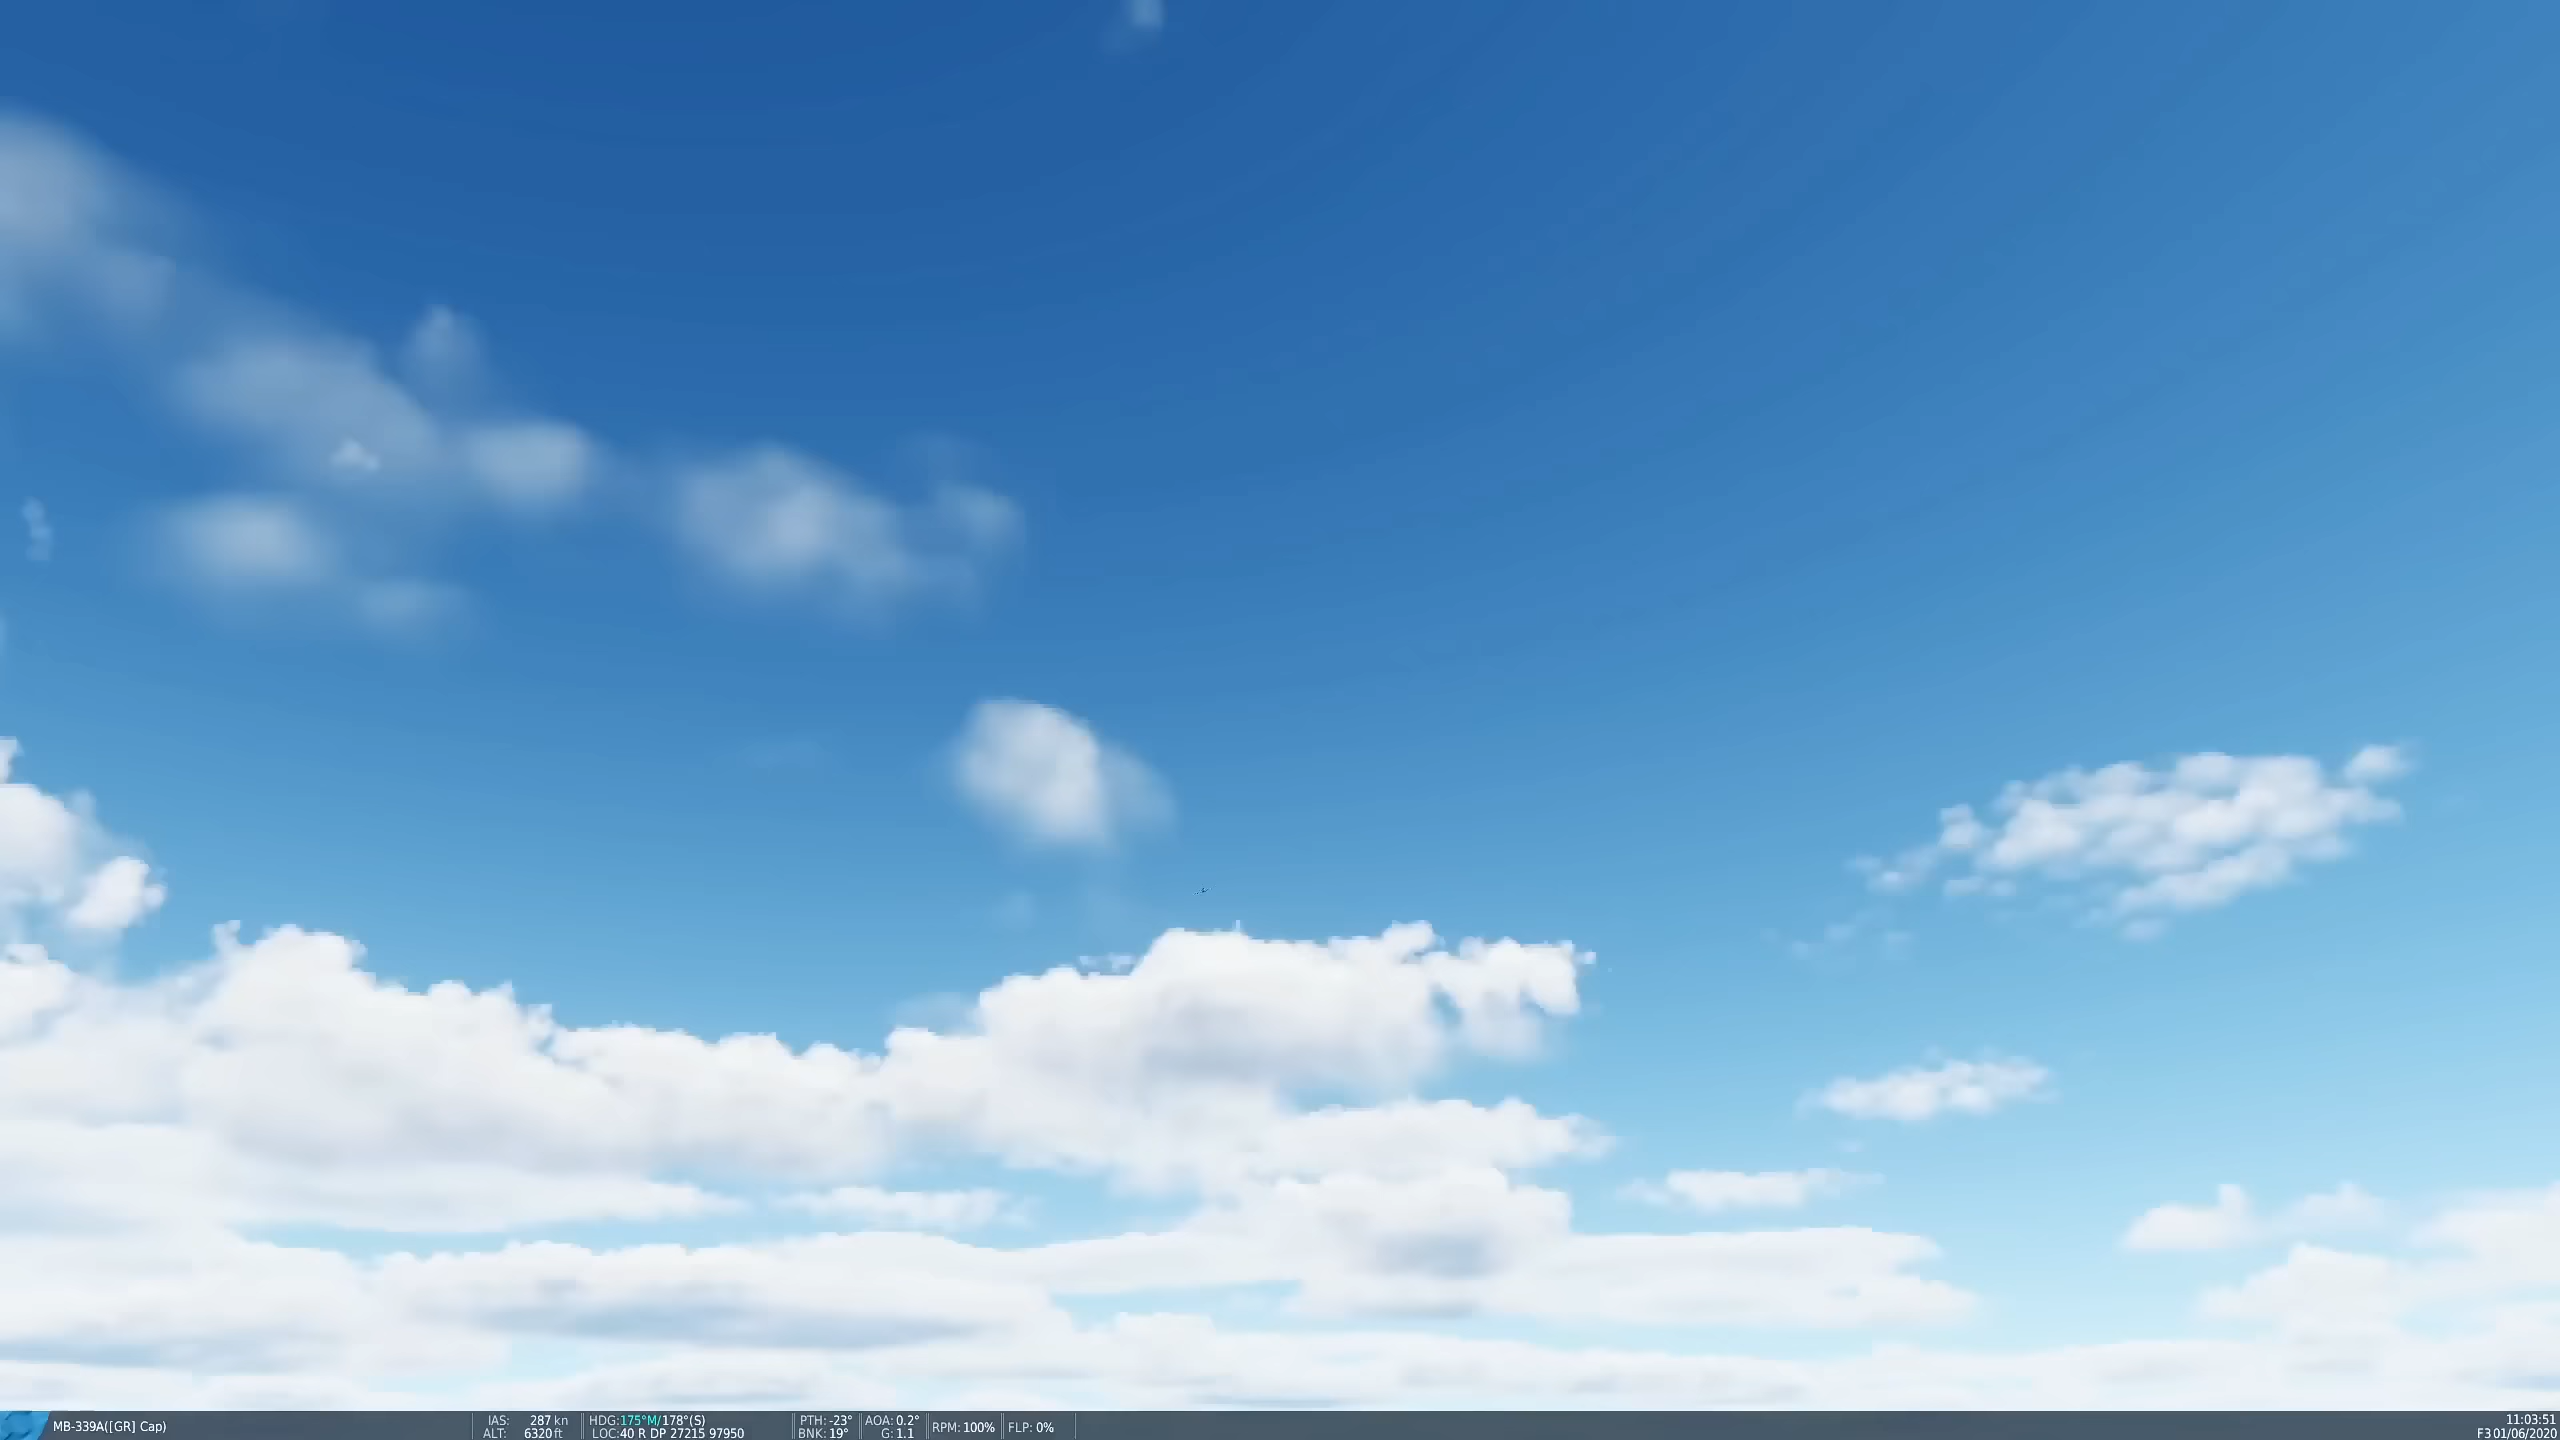 MB-339A([GR] Cap)
IAS: 287 kn
ALT: 6320 ft
HDG:175°M/178°(S)
LOC:40 R DP 27215 97950
PTH: -23°
BNK: 19°
AOA: 0.2°
G: 1.1
RPM: 100%
FLP: 0%
11:03:51
F3 01/06/2020